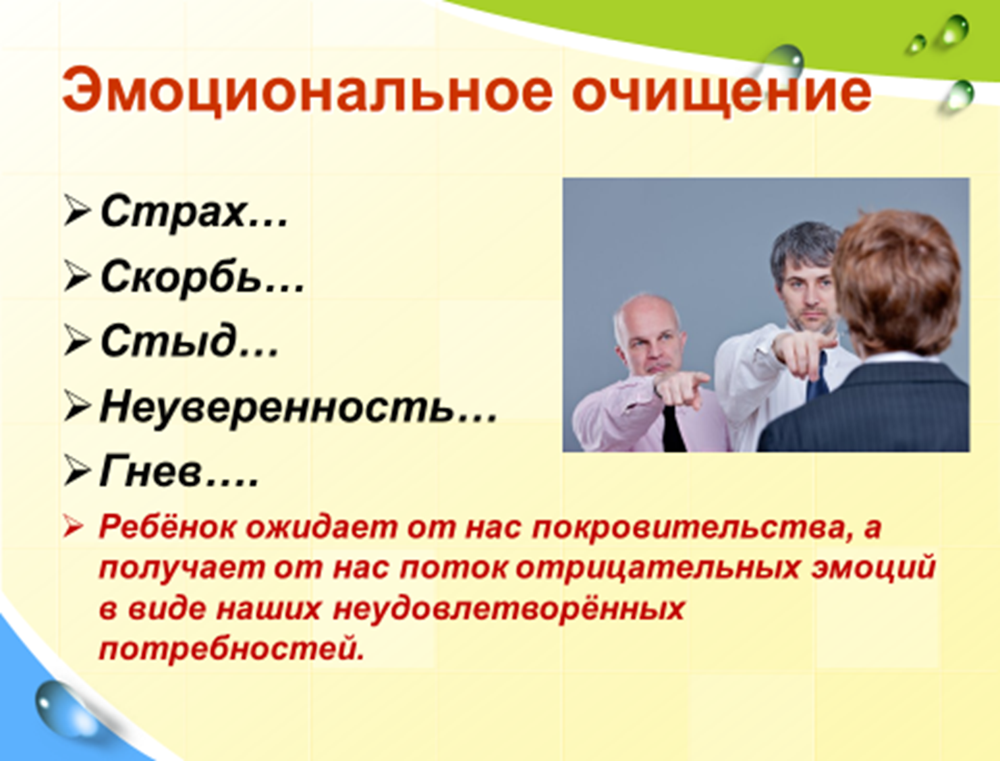 Эмоциональное очищение
Страх...
Скорбь...
Стыд...
Неуверенность...
Гнев....
Ребёнок ожидает от нас покровительства, а
получает от нас поток отрицательных эмоций
в виде наших неудовлетворённых
потребностей.